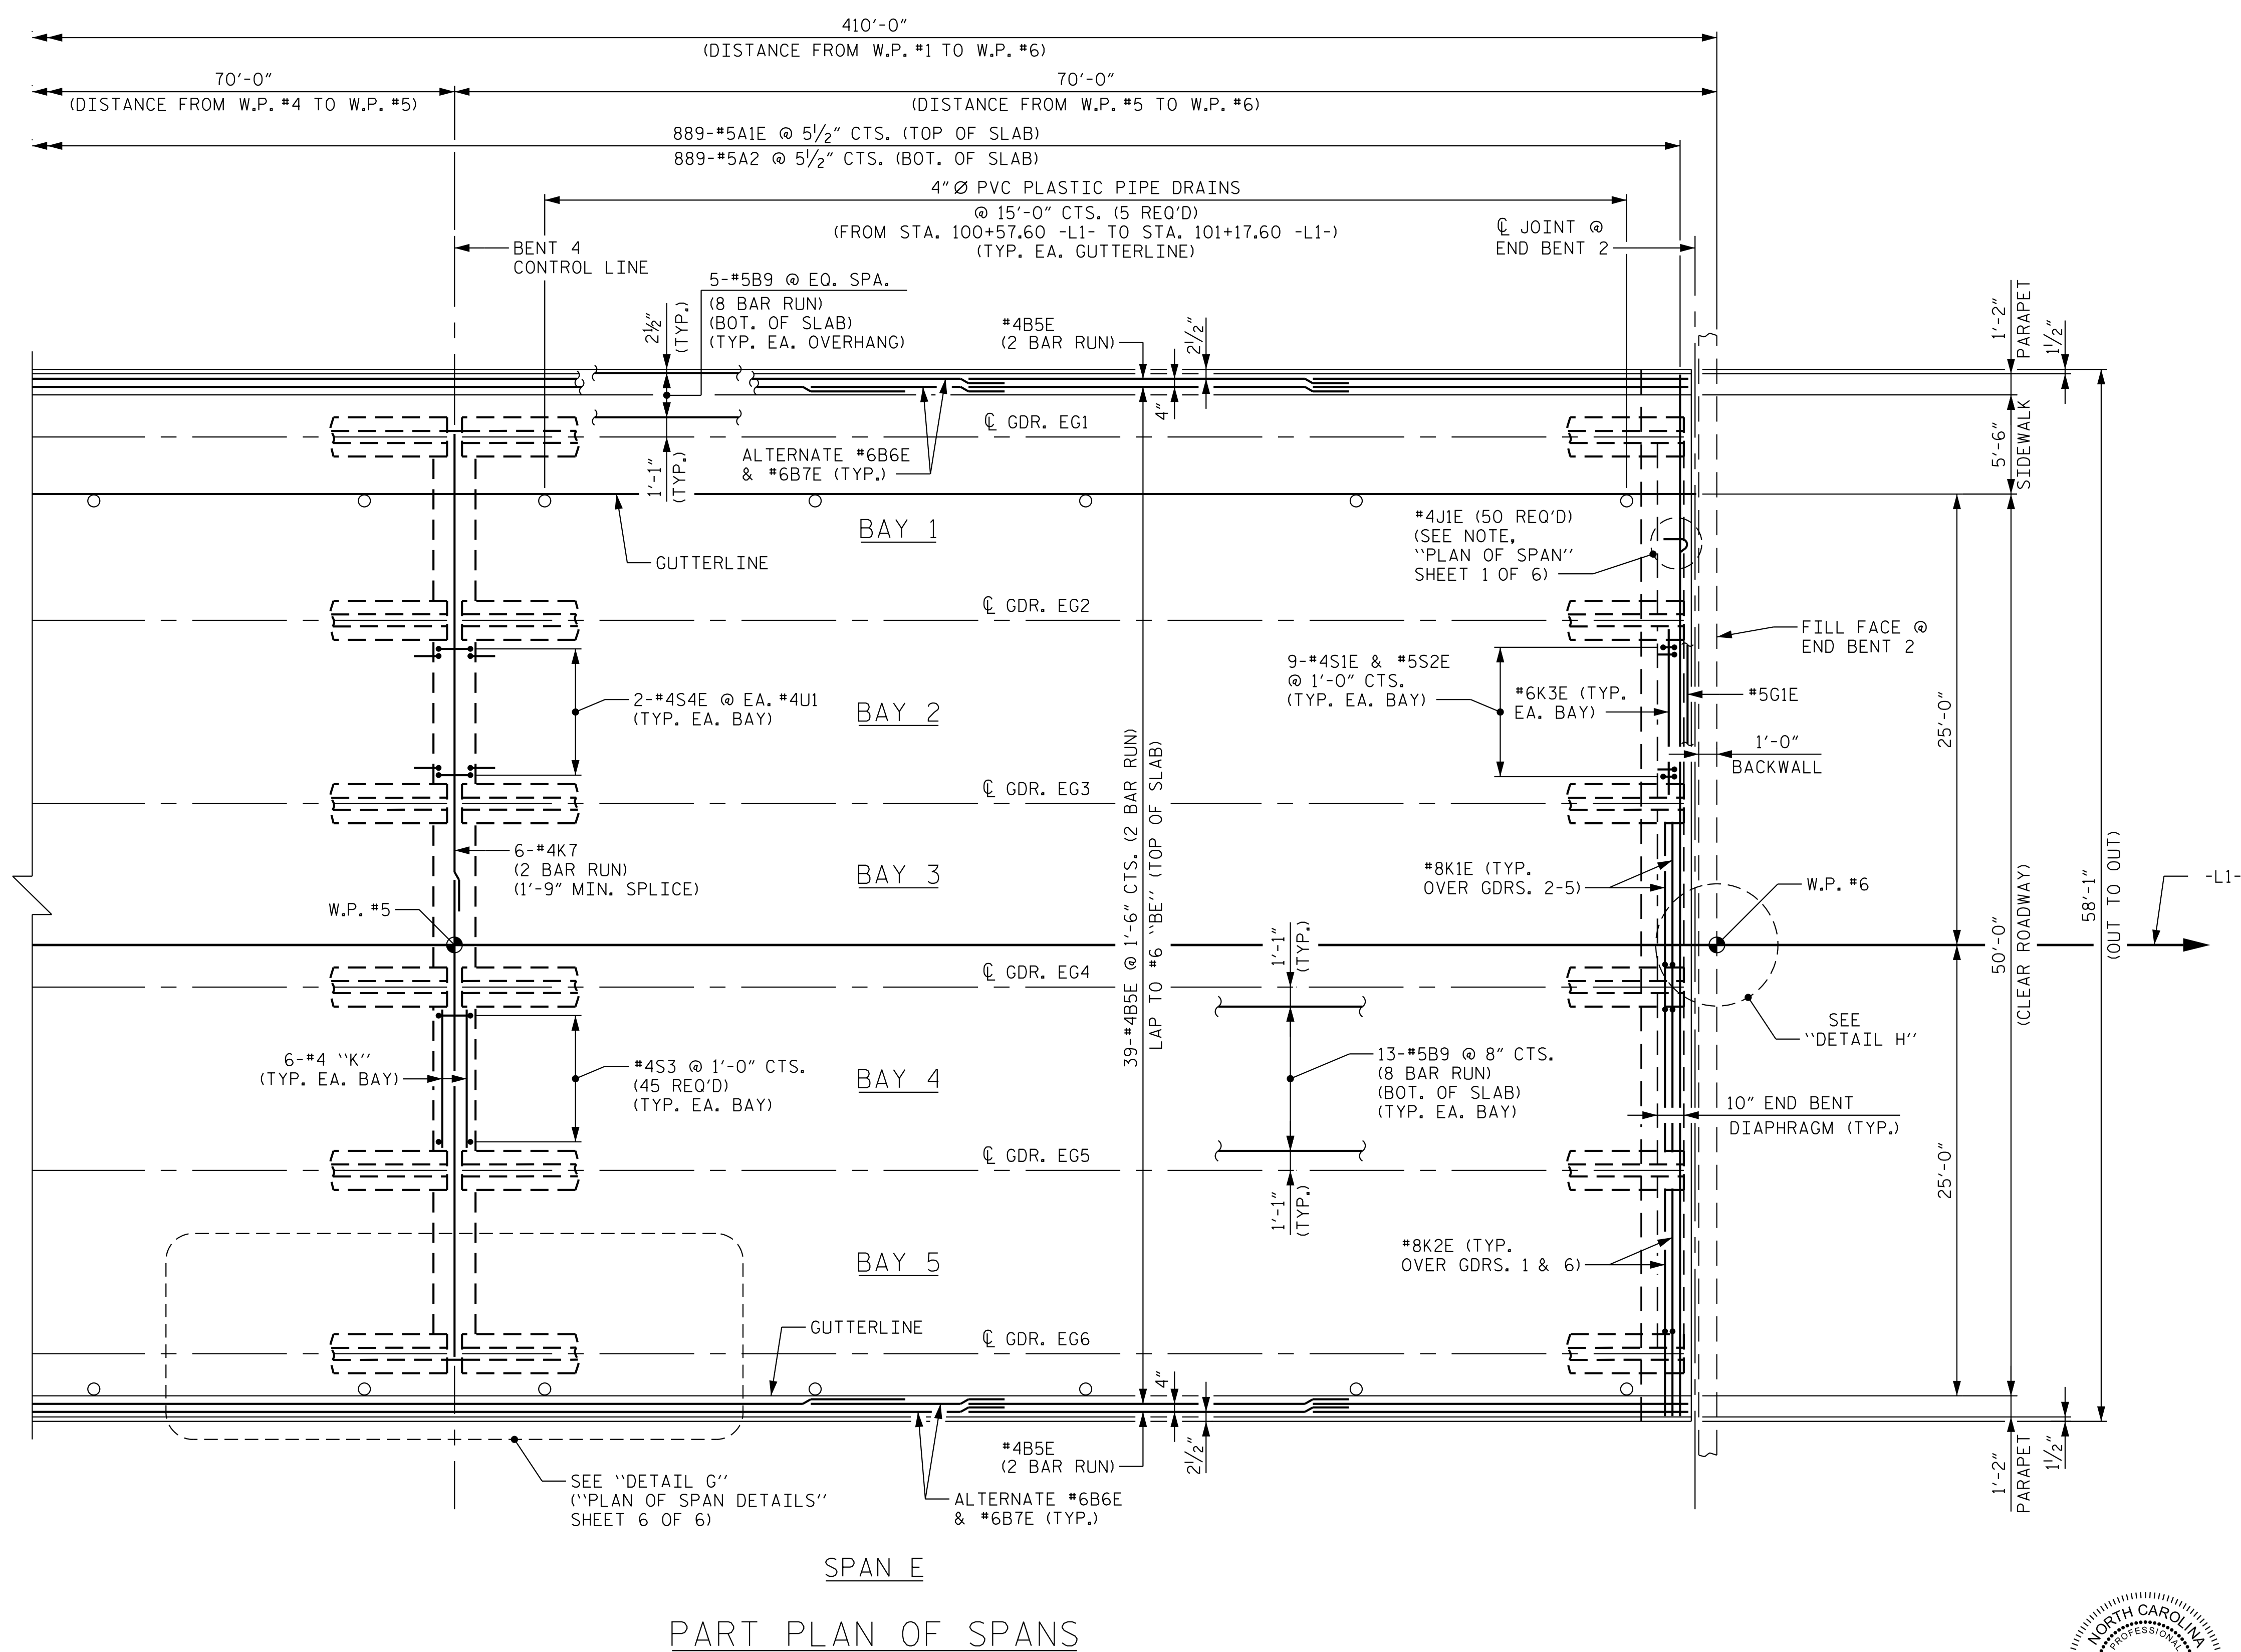 410'-0"
(DISTANCE FROM W.P. #1 TO W.P. #6)
70'-0"
(DISTANCE FROM W.P. #4 TO W.P. #5)
70'-0"
(DISTANCE FROM W.P. #5 TO W.P. #6)
889-#5A1E @ 5 1/2" CTS. (TOP OF SLAB)
889-#5A2 @ 5 1/2" CTS. (BOT. OF SLAB)
4"Ø PVC PLASTIC PIPE DRAINS
@ 15'-0" CTS. (5 REQ'D)
(FROM STA. 100+57.60 -L1- TO STA. 101+17.60 -L1-)
(TYP. EA. GUTTERLINE)
℄ JOINT @
END BENT 2
BENT 4
CONTROL LINE
5-#5B9 @ EQ. SPA.
(8 BAR RUN)
(BOT. OF SLAB)
(TYP. EA. OVERHANG)
2 1/2"
(TYP.)
#4B5E
(2 BAR RUN)
2 1/2"
4"
1'-2"
PARAPET
1 1/2"
5'-6"
SIDEWALK
℄ GDR. EG1
ALTERNATE #6B6E
& #6B7E (TYP.)
1'-1"
(TYP.)
BAY 1
GUTTERLINE
#4J1E (50 REQ'D)
(SEE NOTE,
"PLAN OF SPAN"
SHEET 1 OF 6)
℄ GDR. EG2
FILL FACE @
END BENT 2
2-#4S4E @ EA. #4U1
(TYP. EA. BAY)
BAY 2
9-#4S1E & #5S2E
@ 1'-0" CTS.
(TYP. EA. BAY)
#6K3E (TYP.
EA. BAY)
#5G1E
25'-0"
1'-0"
BACKWALL
℄ GDR. EG3
39-#4B5E @ 1'-6" CTS. (2 BAR RUN)
LAP TO #6 "BE" (TOP OF SLAB)
6-#4K7
(2 BAR RUN)
(1'-9" MIN. SPLICE)
BAY 3
#8K1E (TYP.
OVER GDRS. 2-5)
W.P. #6
-L1-
W.P. #5
50'-0"
(CLEAR ROADWAY)
58'-1"
(OUT TO OUT)
1'-1"
(TYP.)
℄ GDR. EG4
SEE
"DETAIL H"
6-#4 "K"
(TYP. EA. BAY)
#4S3 @ 1'-0" CTS.
(45 REQ'D)
(TYP. EA. BAY)
BAY 4
13-#5B9 @ 8" CTS.
(8 BAR RUN)
(BOT. OF SLAB)
(TYP. EA. BAY)
10" END BENT
DIAPHRAGM (TYP.)
℄ GDR. EG5
1'-1"
(TYP.)
25'-0"
BAY 5
#8K2E (TYP.
OVER GDRS. 1 & 6)
GUTTERLINE
℄ GDR. EG6
4"
2 1/2"
#4B5E
(2 BAR RUN)
1'-2"
PARAPET
1 1/2"
SEE "DETAIL G"
("PLAN OF SPAN DETAILS"
SHEET 6 OF 6)
ALTERNATE #6B6E
& #6B7E (TYP.)
SPAN E
PART PLAN OF SPANS
NORTH CAROLINA
PROFESSIONAL